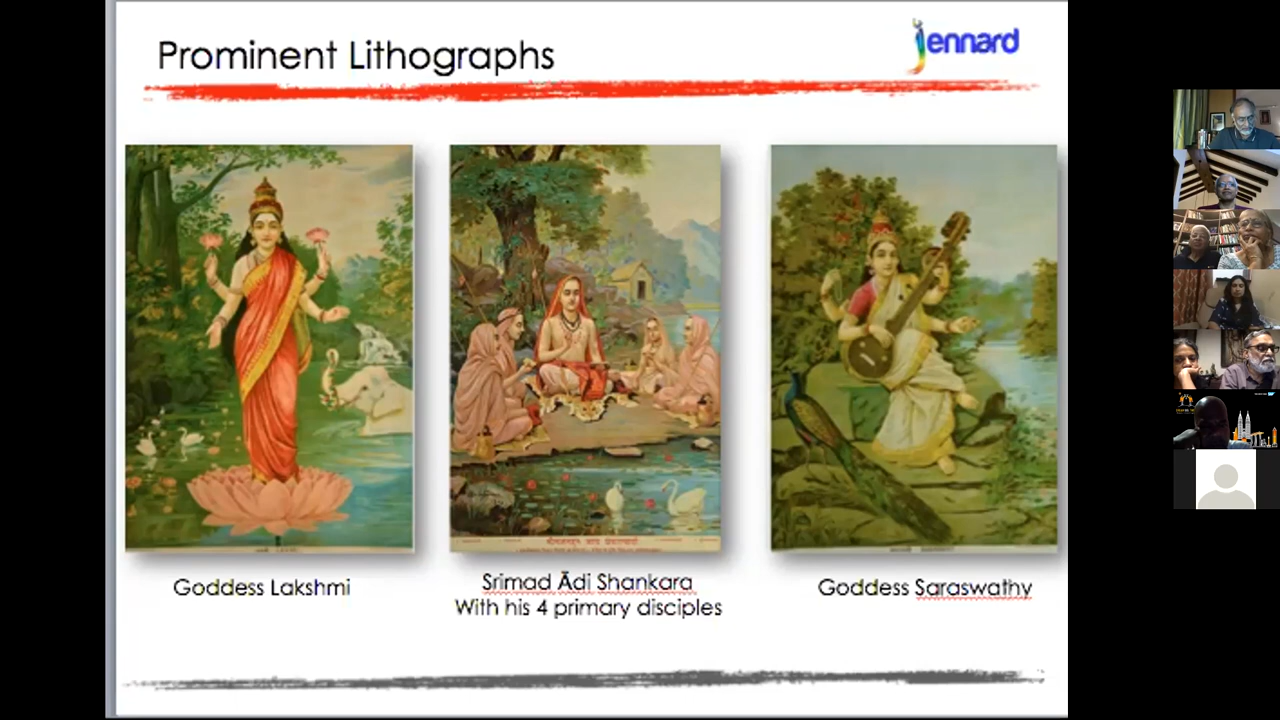 Prominent Lithographs
jennard
Goddess Lakshmi
Srimad Ādi Shankara
With his 4 primary disciples
Goddess Saraswathy